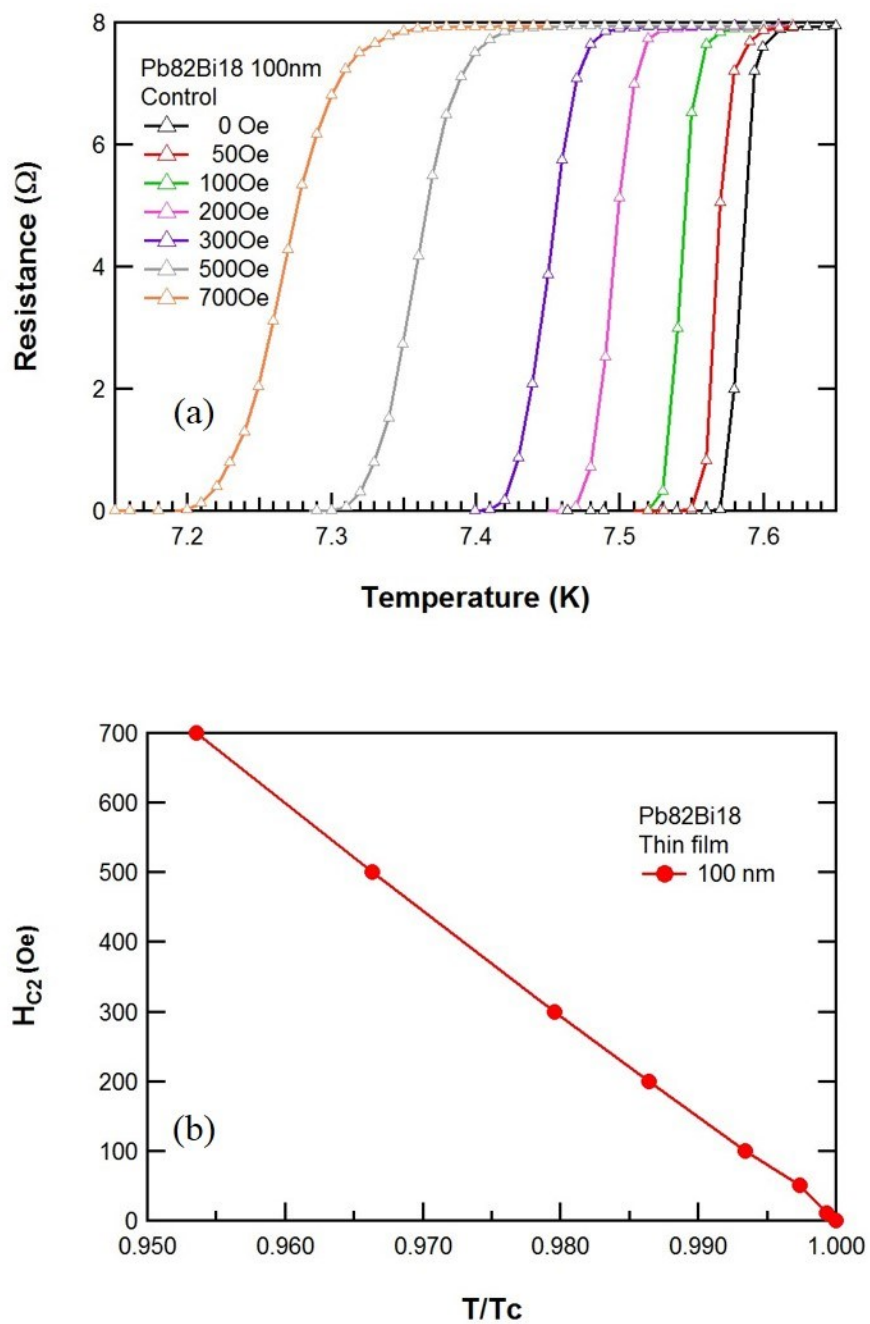 8
6
4
2
0
Resistance (Ω)
Pb82Bi18 100nm
Control
0 Oe
50Oe
100Oe
200Oe
300Oe
500Oe
700Oe
(a)
7.2 7.3 7.4 7.5 7.6
Temperature (K)
700
600
500
400
300
200
100
0
H_C2 (Oe)
Pb82Bi18
Thin film
100 nm
(b)
0.950 0.960 0.970 0.980 0.990 1.000
T/Tc